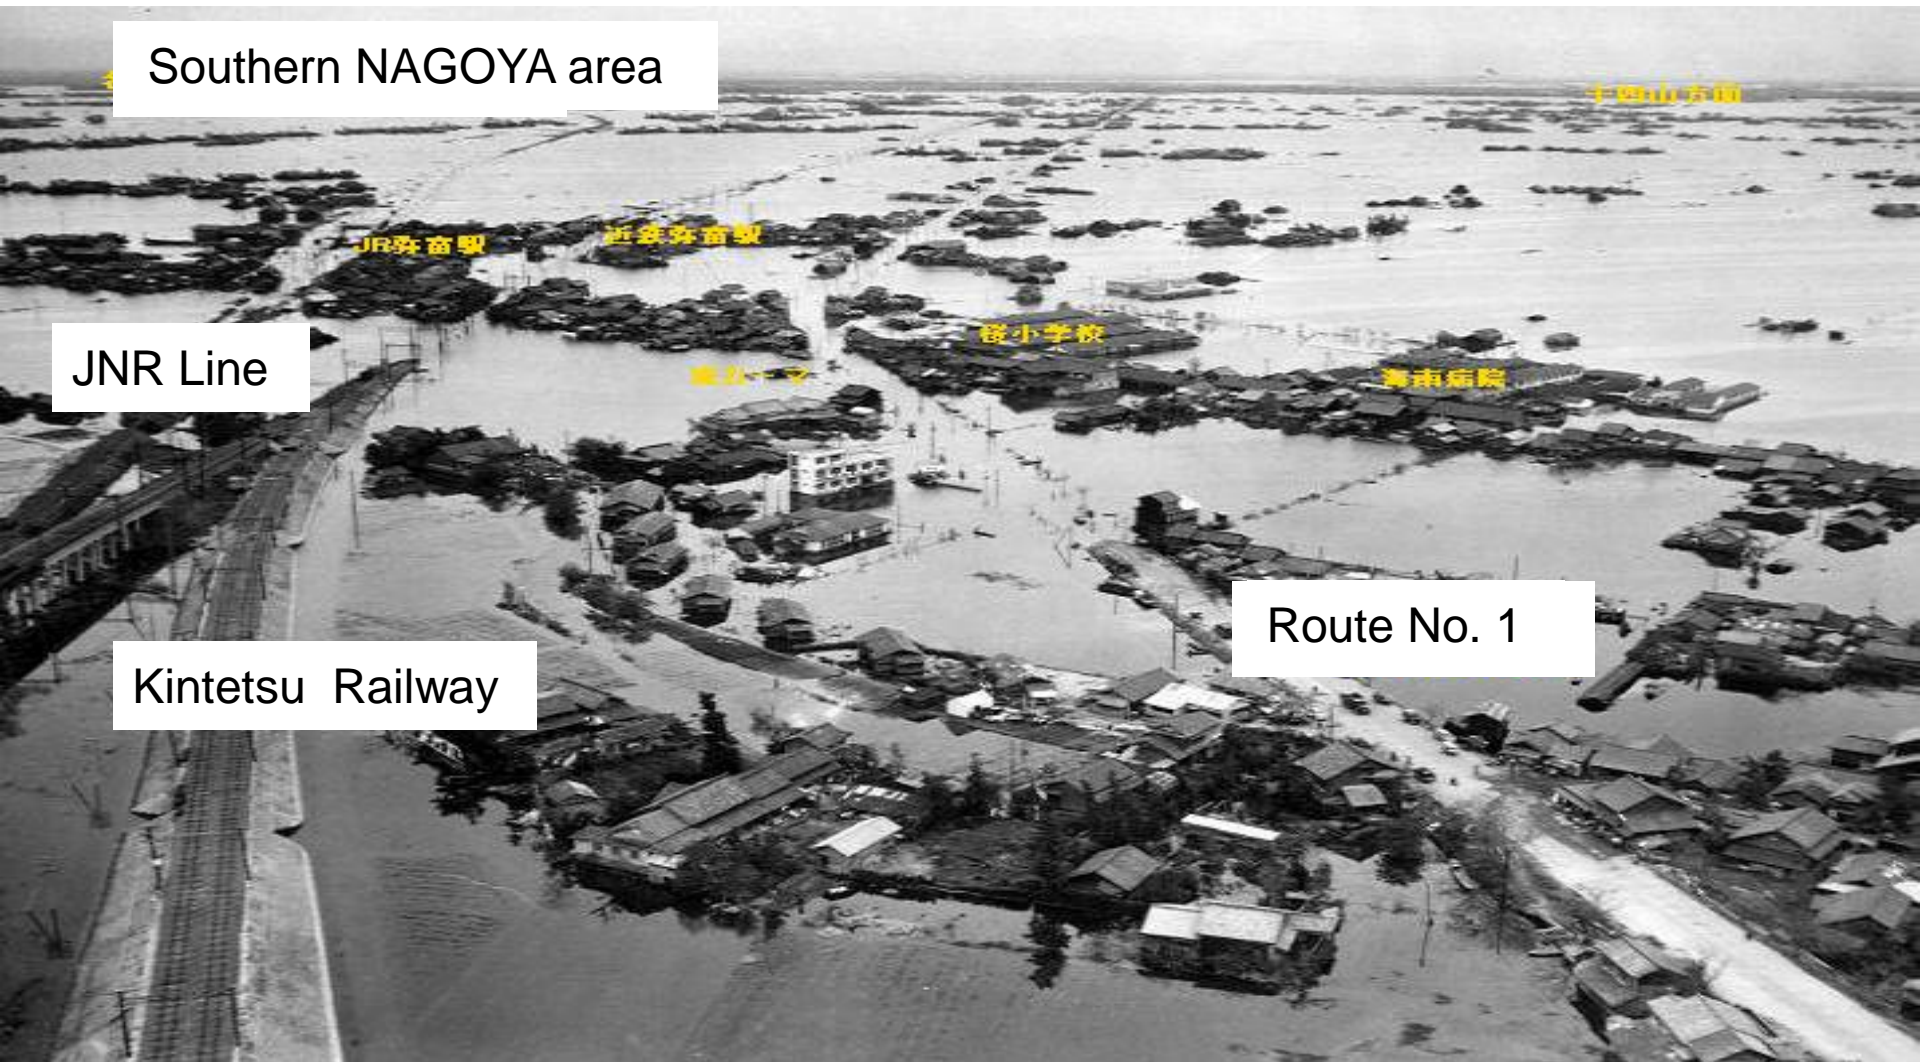 Southern NAGOYA area
十四山方面
JR弥富駅
近鉄弥富駅
桜小学校
JNR Line
海南病院
Route No. 1
Kintetsu Railway